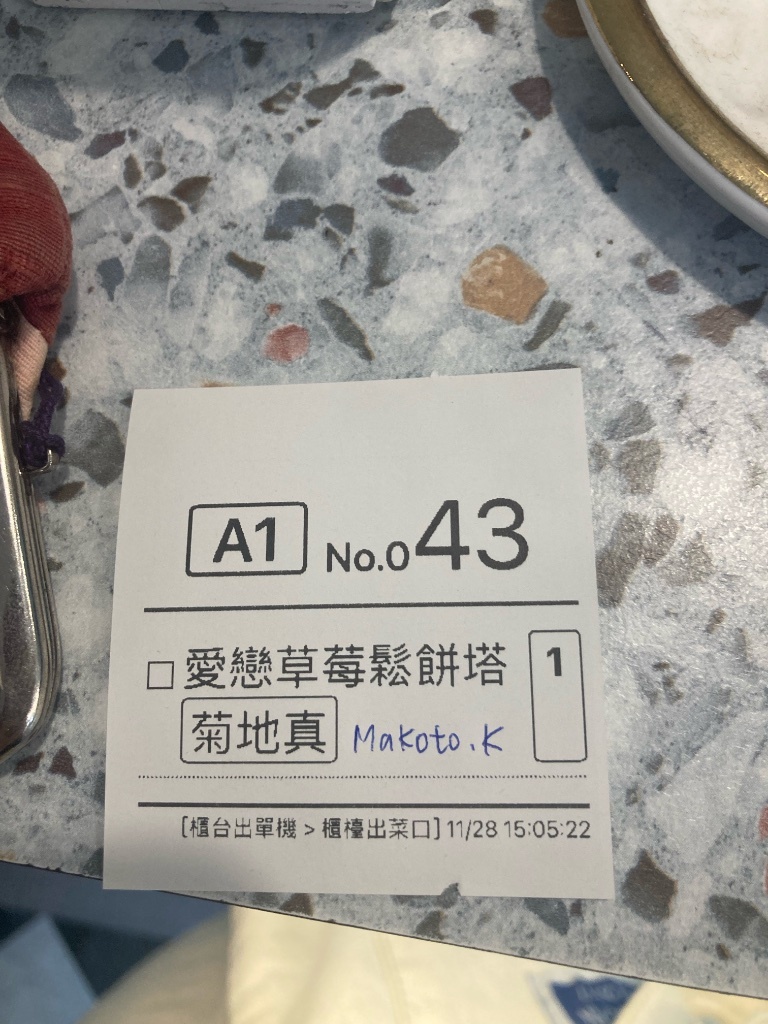 A1 No.043
愛戀草莓鬆餅塔 1
菊地真 Makoto.K
[櫃台出單機 > 櫃檯出菜口] 11/28 15:05:22